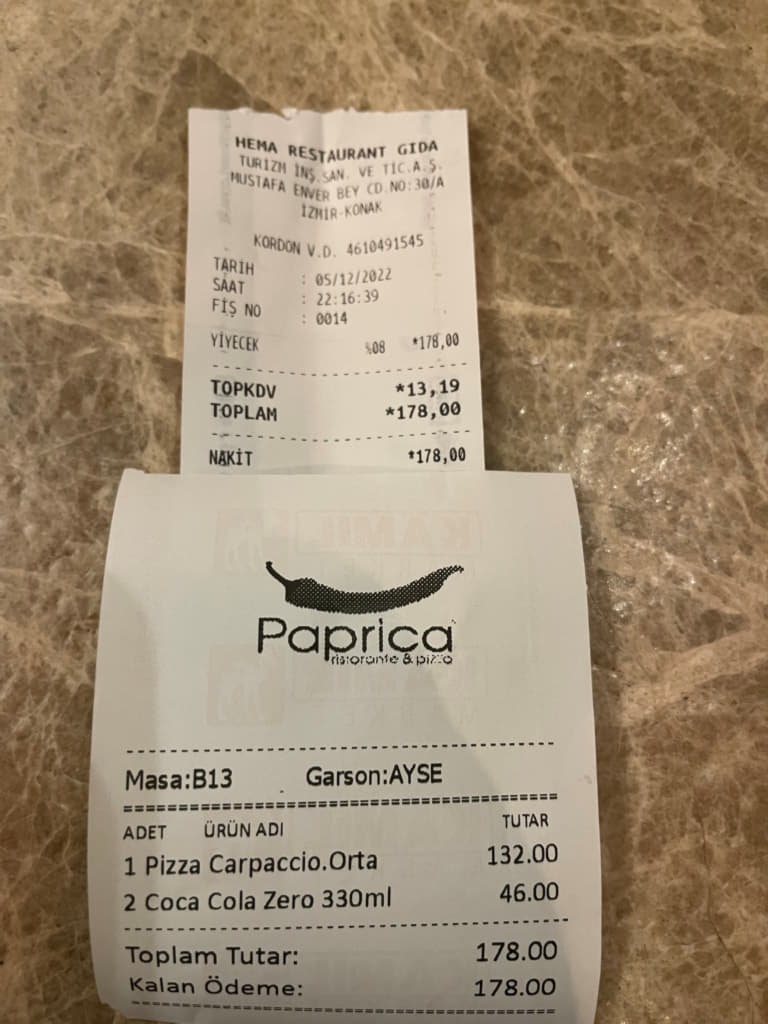 HEMA RESTAURANT GIDA
TURİZM İNŞ.SAN. VE TİC.A.Ş.
MUSTAFA ENVER BEY CD.NO:30/A
İZMİR-KONAK
KORDON V.D. 4610491545
TARİH : 05/12/2022
SAAT : 22:16:39
FİŞ NO : 0014
YİYECEK %08 *178,00
TOPKDV *13,19
TOPLAM *178,00
NAKİT *178,00
Paprica
ristorante & pizza
Masa:B13 Garson:AYSE
ADET ÜRÜN ADI TUTAR
1 Pizza Carpaccio.Orta 132.00
2 Coca Cola Zero 330ml 46.00
Toplam Tutar: 178.00
Kalan Ödeme: 178.00